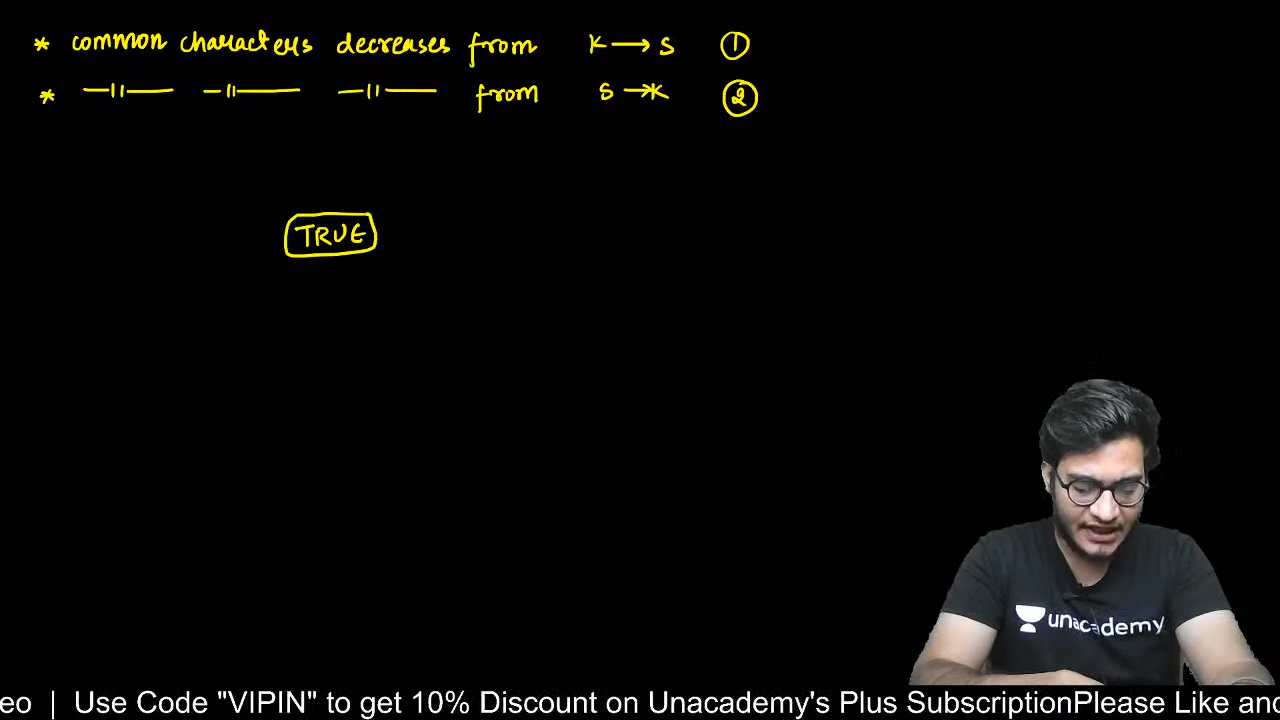 * common characters decreases from K → S ①
* —||— —||— —||— from S → K ②
TRUE
unacademy
eo | Use Code "VIPIN" to get 10% Discount on Unacademy's Plus SubscriptionPlease Like and